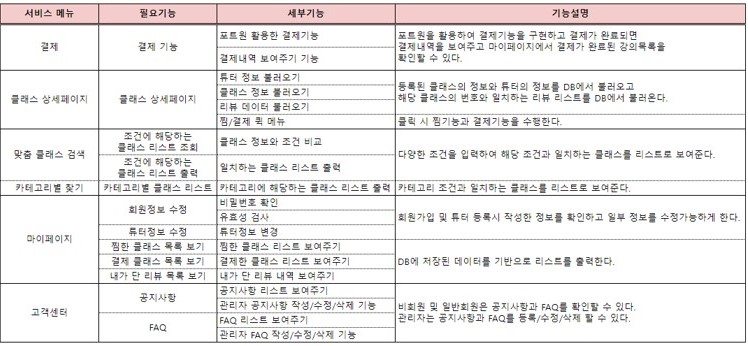 서비스 메뉴 필요기능 세부기능 기능설명
결제 결제 기능 포트원 활용한 결제기능
결제내역 보여주기 기능
포트원을 활용하여 결제기능을 구현하고 결제가 완료되면
결제내역을 보여주고 마이페이지에서 결제가 완료된 강의목록을
확인할 수 있다.
클래스 상세페이지 클래스 상세페이지 튜터 정보 불러오기
클래스 정보 불러오기
리뷰 데이터 불러오기
등록된 클래스의 정보와 튜터의 정보를 DB에서 불러오고
해당 클래스의 번호와 일치하는 리뷰 리스트를 DB에서 불러온다.
찜/결제 퀵 메뉴 클릭 시 찜기능과 결제기능을 수행한다.
맞춤 클래스 검색 조건에 해당하는
클래스 리스트 조회
클래스 정보와 조건 비교
조건에 해당하는
클래스 리스트 출력
일치하는 클래스 리스트 출력
다양한 조건을 입력하여 해당 조건과 일치하는 클래스를 리스트로 보여준다.
카테고리별 찾기 카테고리별 클래스 리스트 카테고리에 해당하는 클래스 리스트 출력 카테고리 조건과 일치하는 클래스를 리스트로 보여준다.
마이페이지 회원정보 수정 비밀번호 확인
유효성 검사
튜터정보 수정 튜터정보 변경
회원가입 및 튜터 등록시 작성한 정보를 확인하고 일부 정보를 수정가능하게 한다.
찜한 클래스 목록 보기 찜한 클래스 리스트 보여주기
결제 클래스 목록 보기 결제한 클래스 리스트 보여주기
내가 단 리뷰 목록 보기 내가 단 리뷰 내역 보여주기
DB에 저장된 데이터를 기반으로 리스트를 출력한다.
고객센터 공지사항 공지사항 리스트 보여주기
관리자 공지사항 작성/수정/삭제 기능
FAQ FAQ 리스트 보여주기
관리자 FAQ 작성/수정/삭제 기능
비회원 및 일반회원은 공지사항과 FAQ를 확인할 수 있다.
관리자는 공지사항과 FAQ를 등록/수정/삭제 할 수 있다.